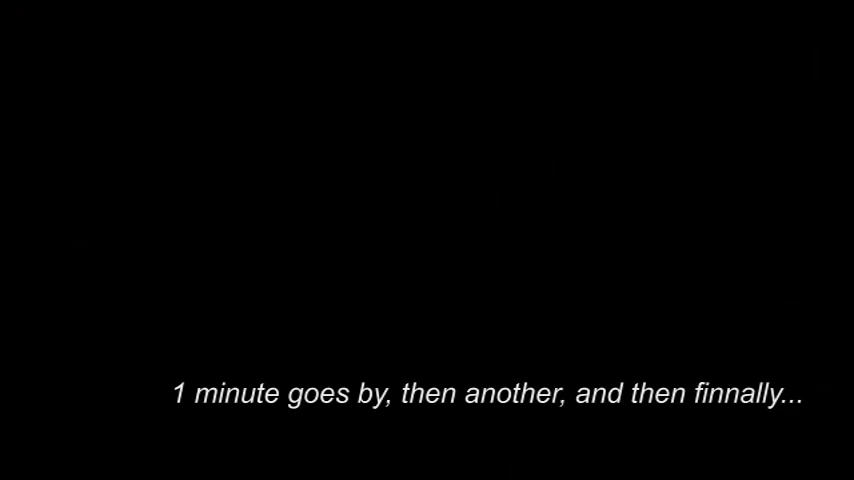 1 minute goes by, then another, and then finnally...